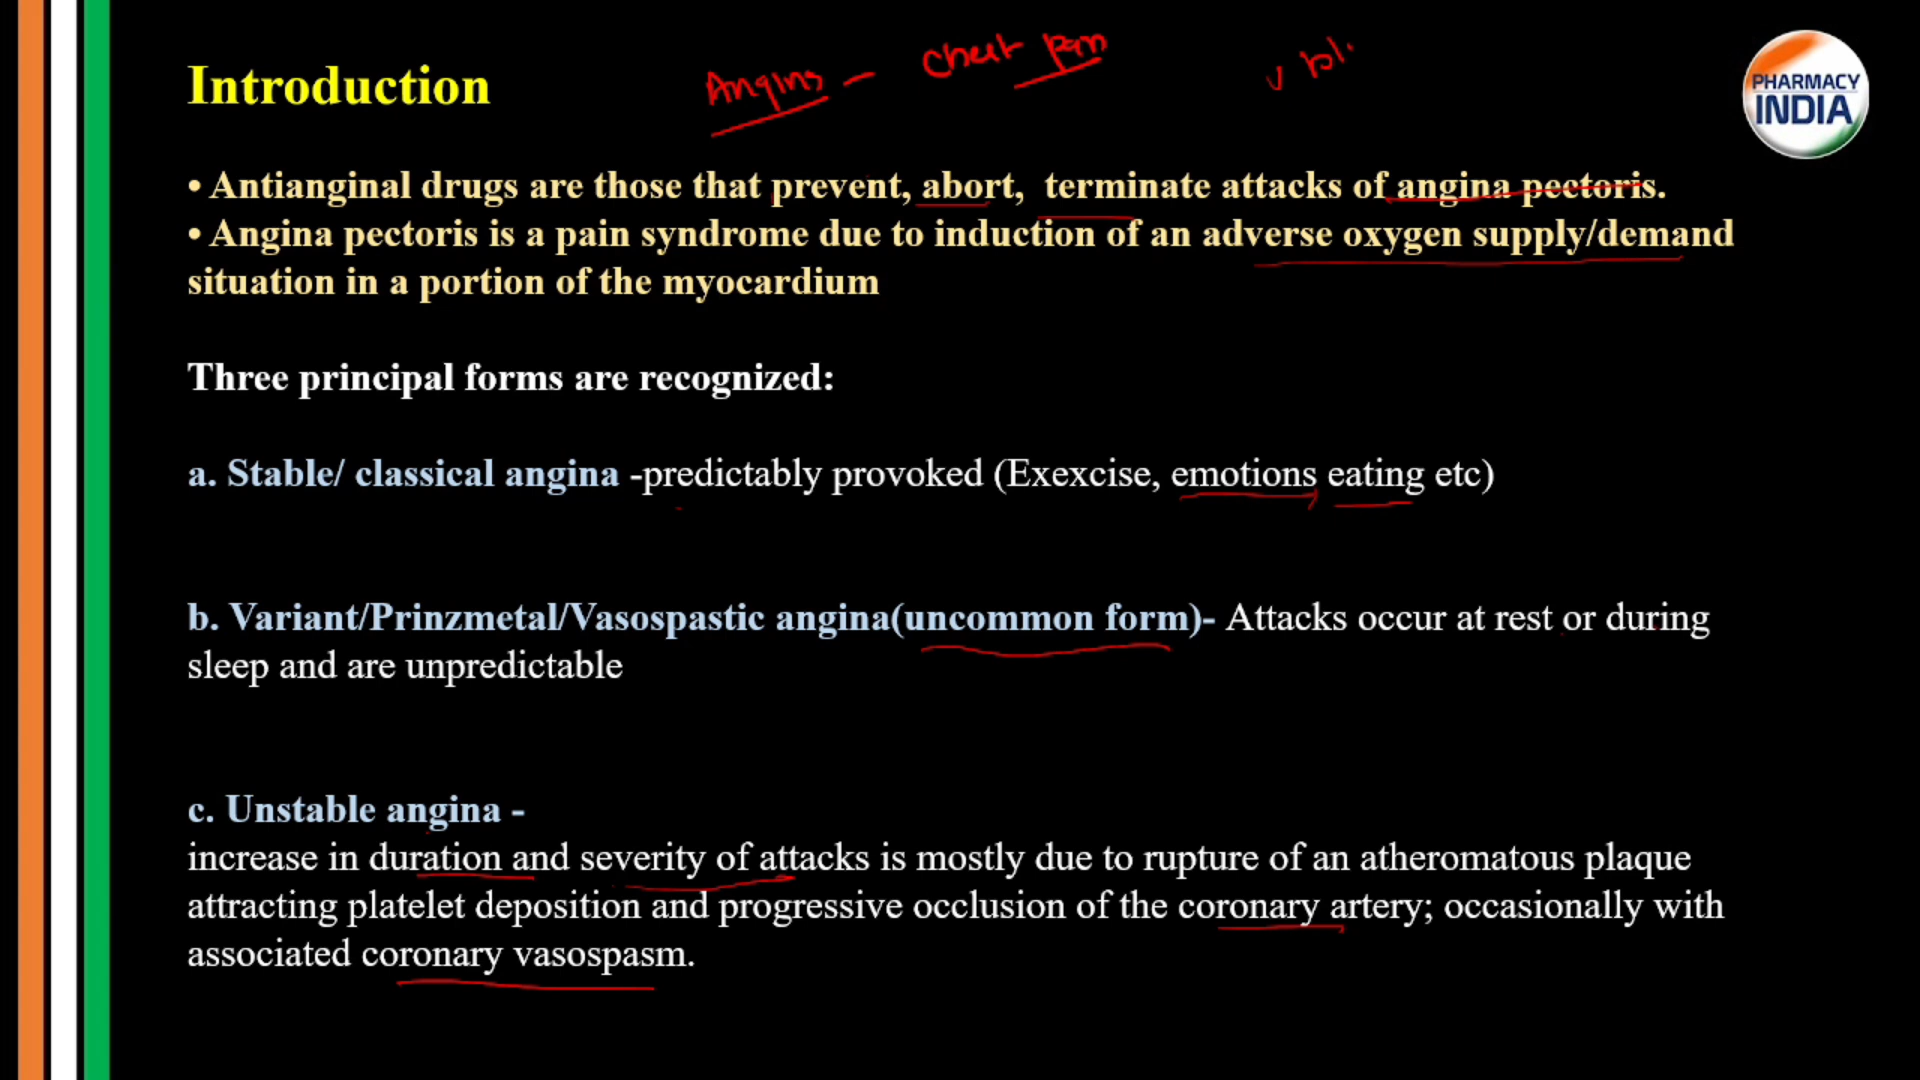 Angina - chest pain
PHARMACY
INDIA
Introduction
• Antianginal drugs are those that prevent, abort, terminate attacks of angina pectoris.
• Angina pectoris is a pain syndrome due to induction of an adverse oxygen supply/demand
situation in a portion of the myocardium
Three principal forms are recognized:
a. Stable/ classical angina -predictably provoked (Exexcise, emotions eating etc)
b. Variant/Prinzmetal/Vasospastic angina(uncommon form)- Attacks occur at rest or during
sleep and are unpredictable
c. Unstable angina -
increase in duration and severity of attacks is mostly due to rupture of an atheromatous plaque
attracting platelet deposition and progressive occlusion of the coronary artery; occasionally with
associated coronary vasospasm.